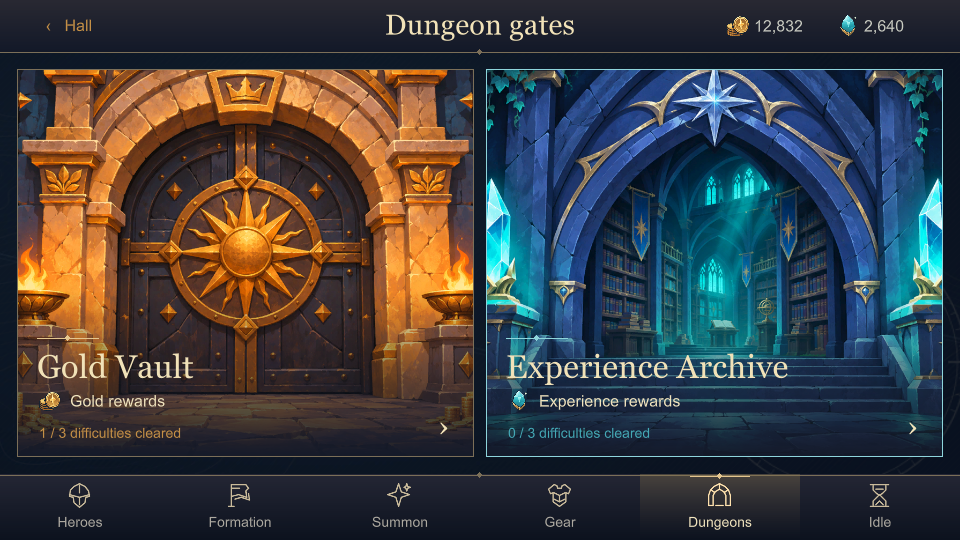 ‹ Hall
Dungeon gates
12,832
2,640
Gold Vault
Gold rewards
1 / 3 difficulties cleared
›
Experience Archive
Experience rewards
0 / 3 difficulties cleared
›
Heroes
Formation
Summon
Gear
Dungeons
Idle